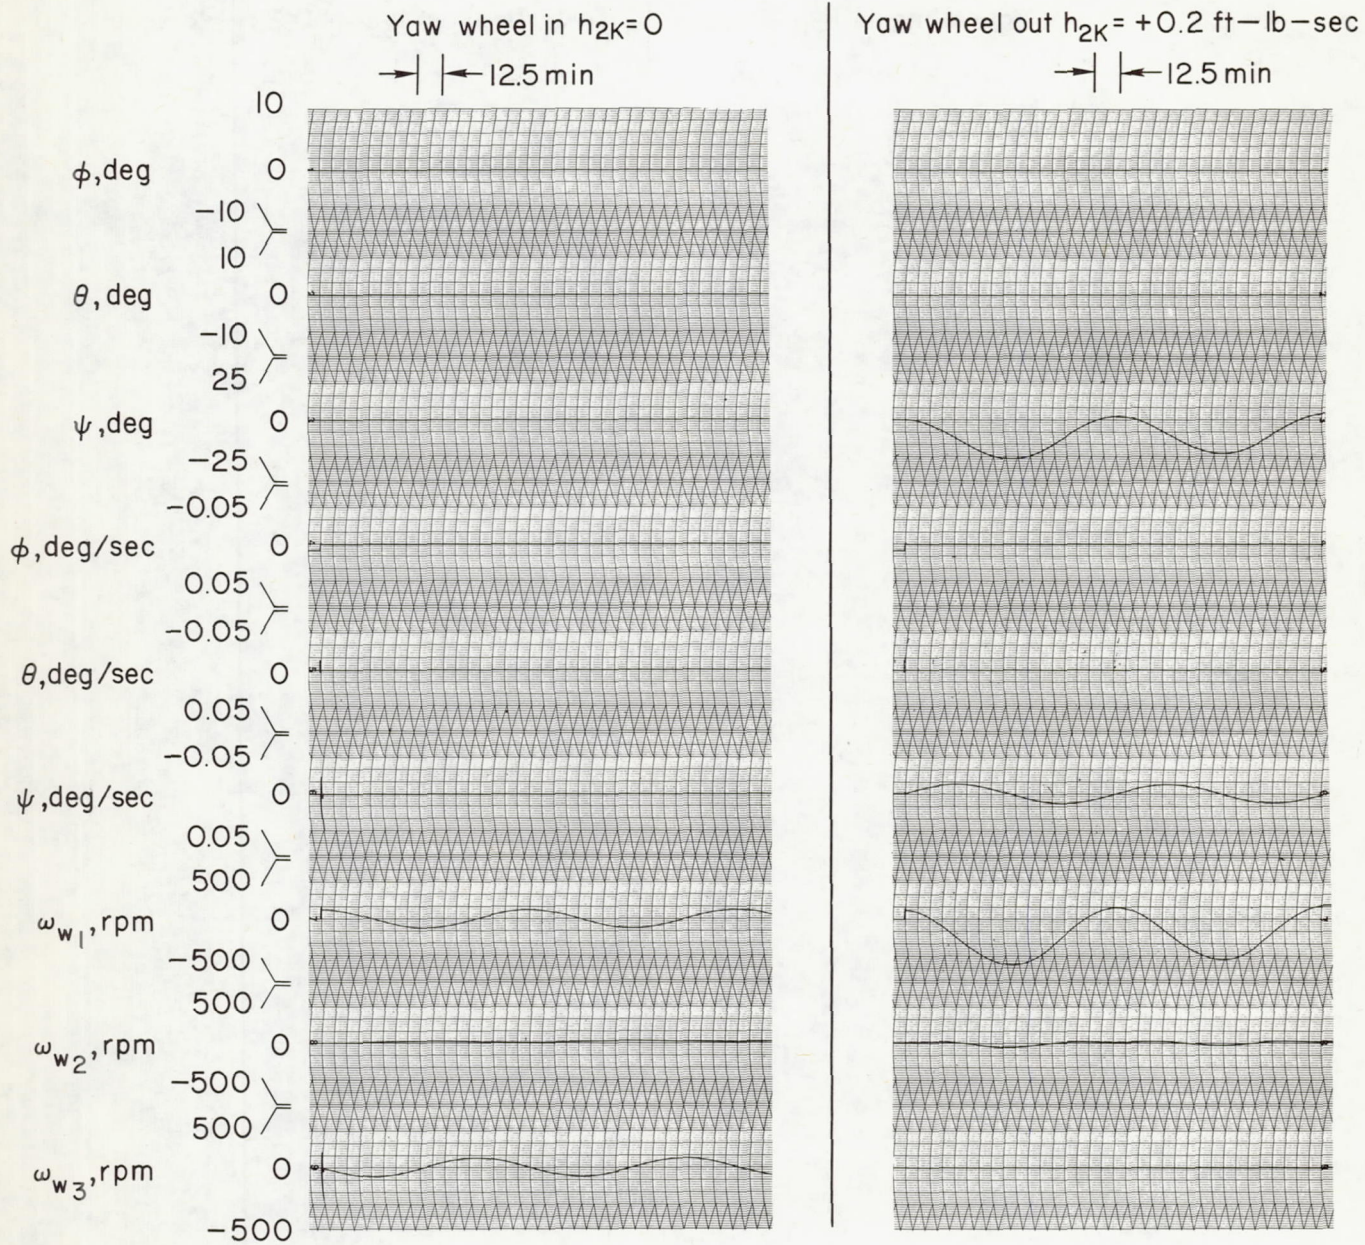 Yaw wheel in h2K=0
Yaw wheel out h2K= +0.2 ft-lb-sec
12.5 min
12.5 min
10
ϕ,deg
0
-10
10
θ,deg
0
-10
25
ψ,deg
0
-25
-0.05
ϕ,deg/sec
0
0.05
-0.05
θ,deg/sec
0
0.05
-0.05
ψ,deg/sec
0
0.05
500
ωw1,rpm
0
-500
500
ωw2,rpm
0
-500
500
ωw3,rpm
0
-500